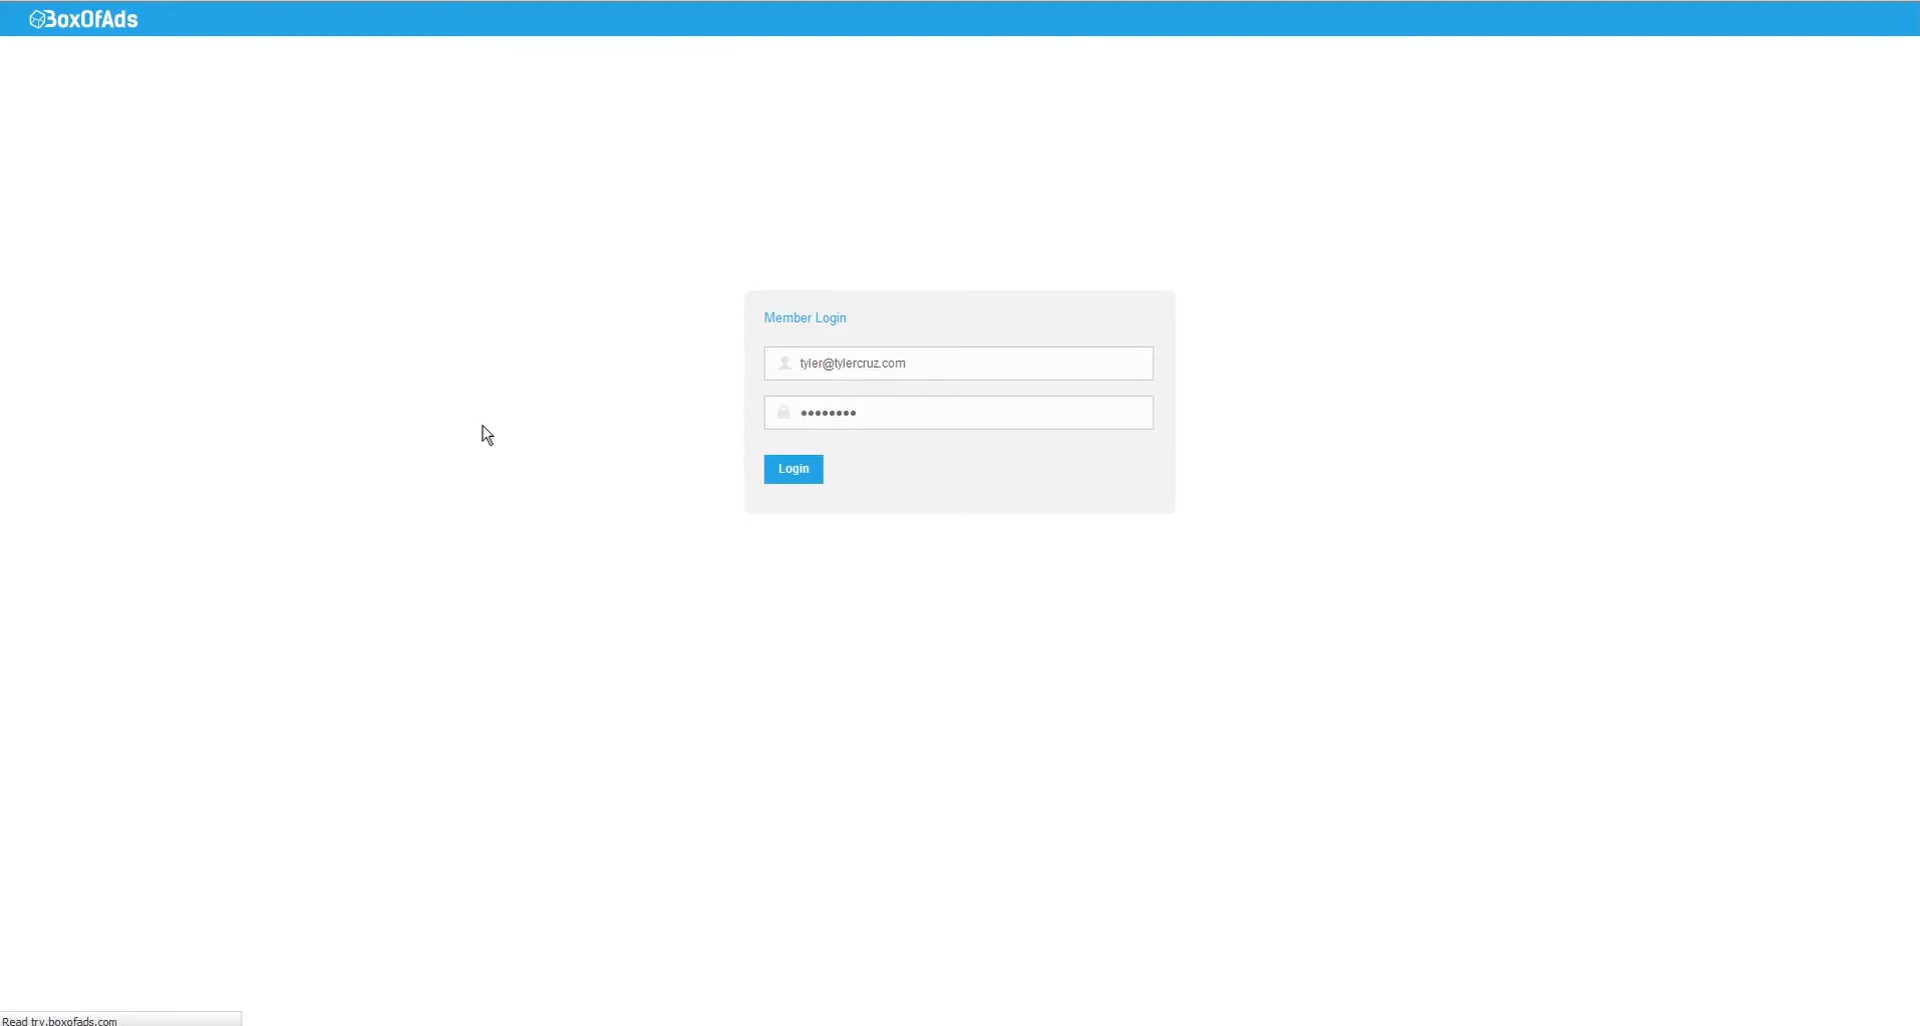 BoxOfAds
Member Login
tyler@tylercruz.com
••••••••
Login
Read try.boxofads.com